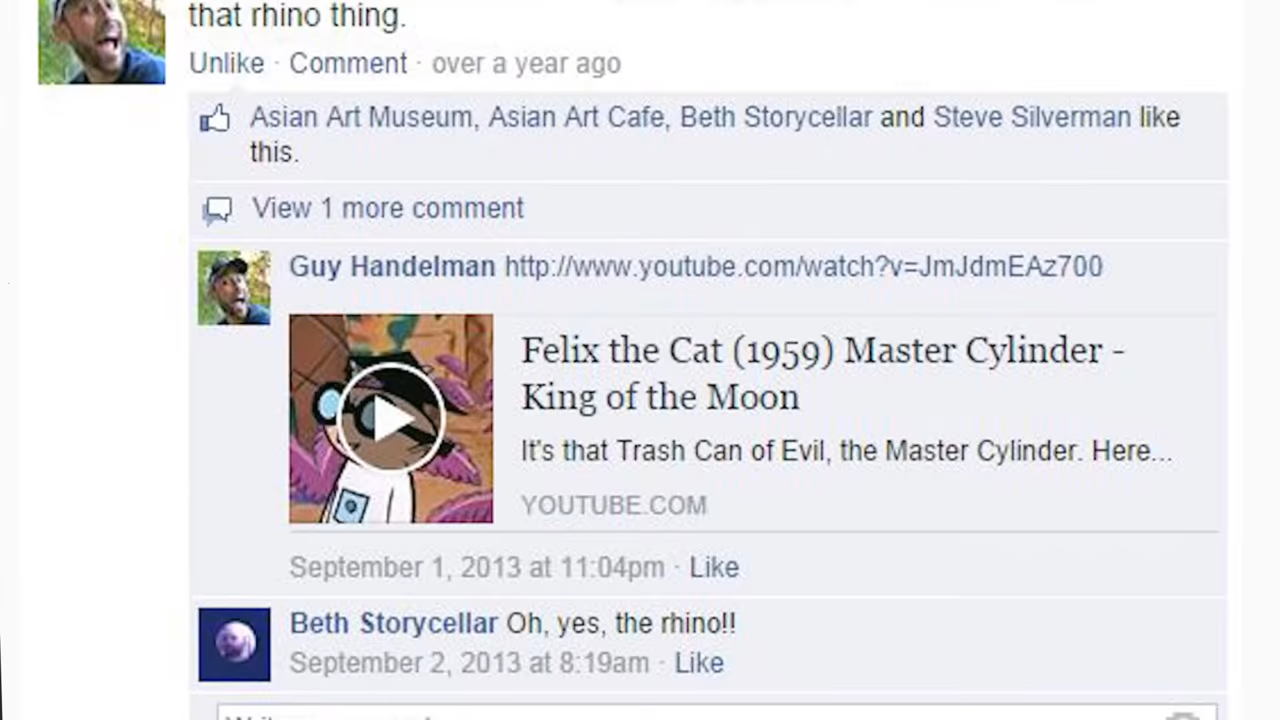 that rhino thing.
Unlike · Comment · over a year ago
Asian Art Museum, Asian Art Cafe, Beth Storycellar and Steve Silverman like
this.
View 1 more comment
Guy Handelman http://www.youtube.com/watch?v=JmJdmEAz700
Felix the Cat (1959) Master Cylinder -
King of the Moon
It's that Trash Can of Evil, the Master Cylinder. Here...
YOUTUBE.COM
September 1, 2013 at 11:04pm · Like
Beth Storycellar Oh, yes, the rhino!!
September 2, 2013 at 8:19am · Like